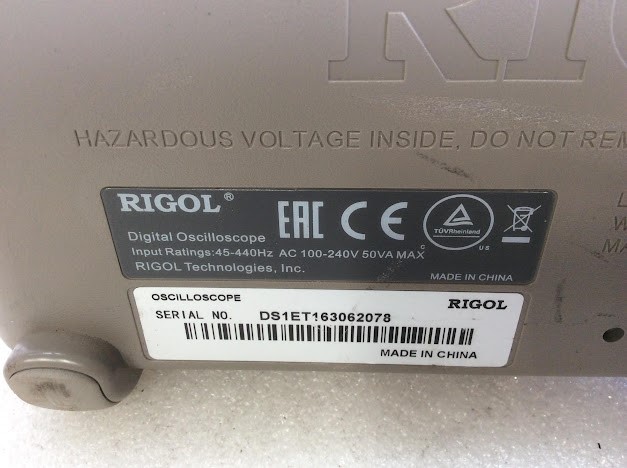 HAZARDOUS VOLTAGE INSIDE, DO NOT
RIGOL®
EAC CE
TÜVRheinland
C US
Digital Oscilloscope
Input Ratings:45-440Hz AC 100-240V 50VA MAX
RIGOL Technologies, Inc.
MADE IN CHINA
OSCILLOSCOPE
RIGOL
SERIAL NO. DS1ET163062078
MADE IN CHINA